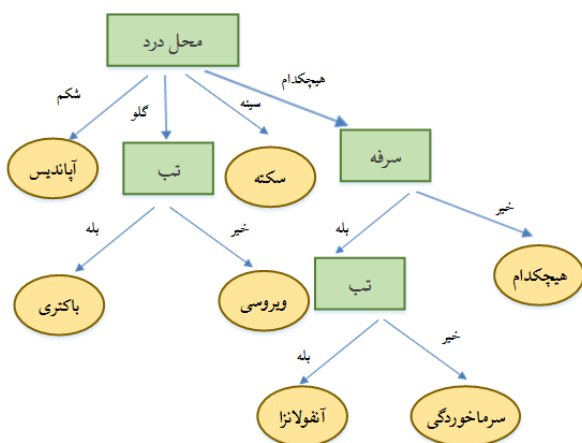 محل درد
هیچکدام
سینه
گلو
شکم
سرفه
سکته
تب
آپاندیس
خیر
بله
خیر
بله
هیچکدام
تب
ویروسی
باکتری
خیر
بله
سرماخوردگی
آنفولانزا